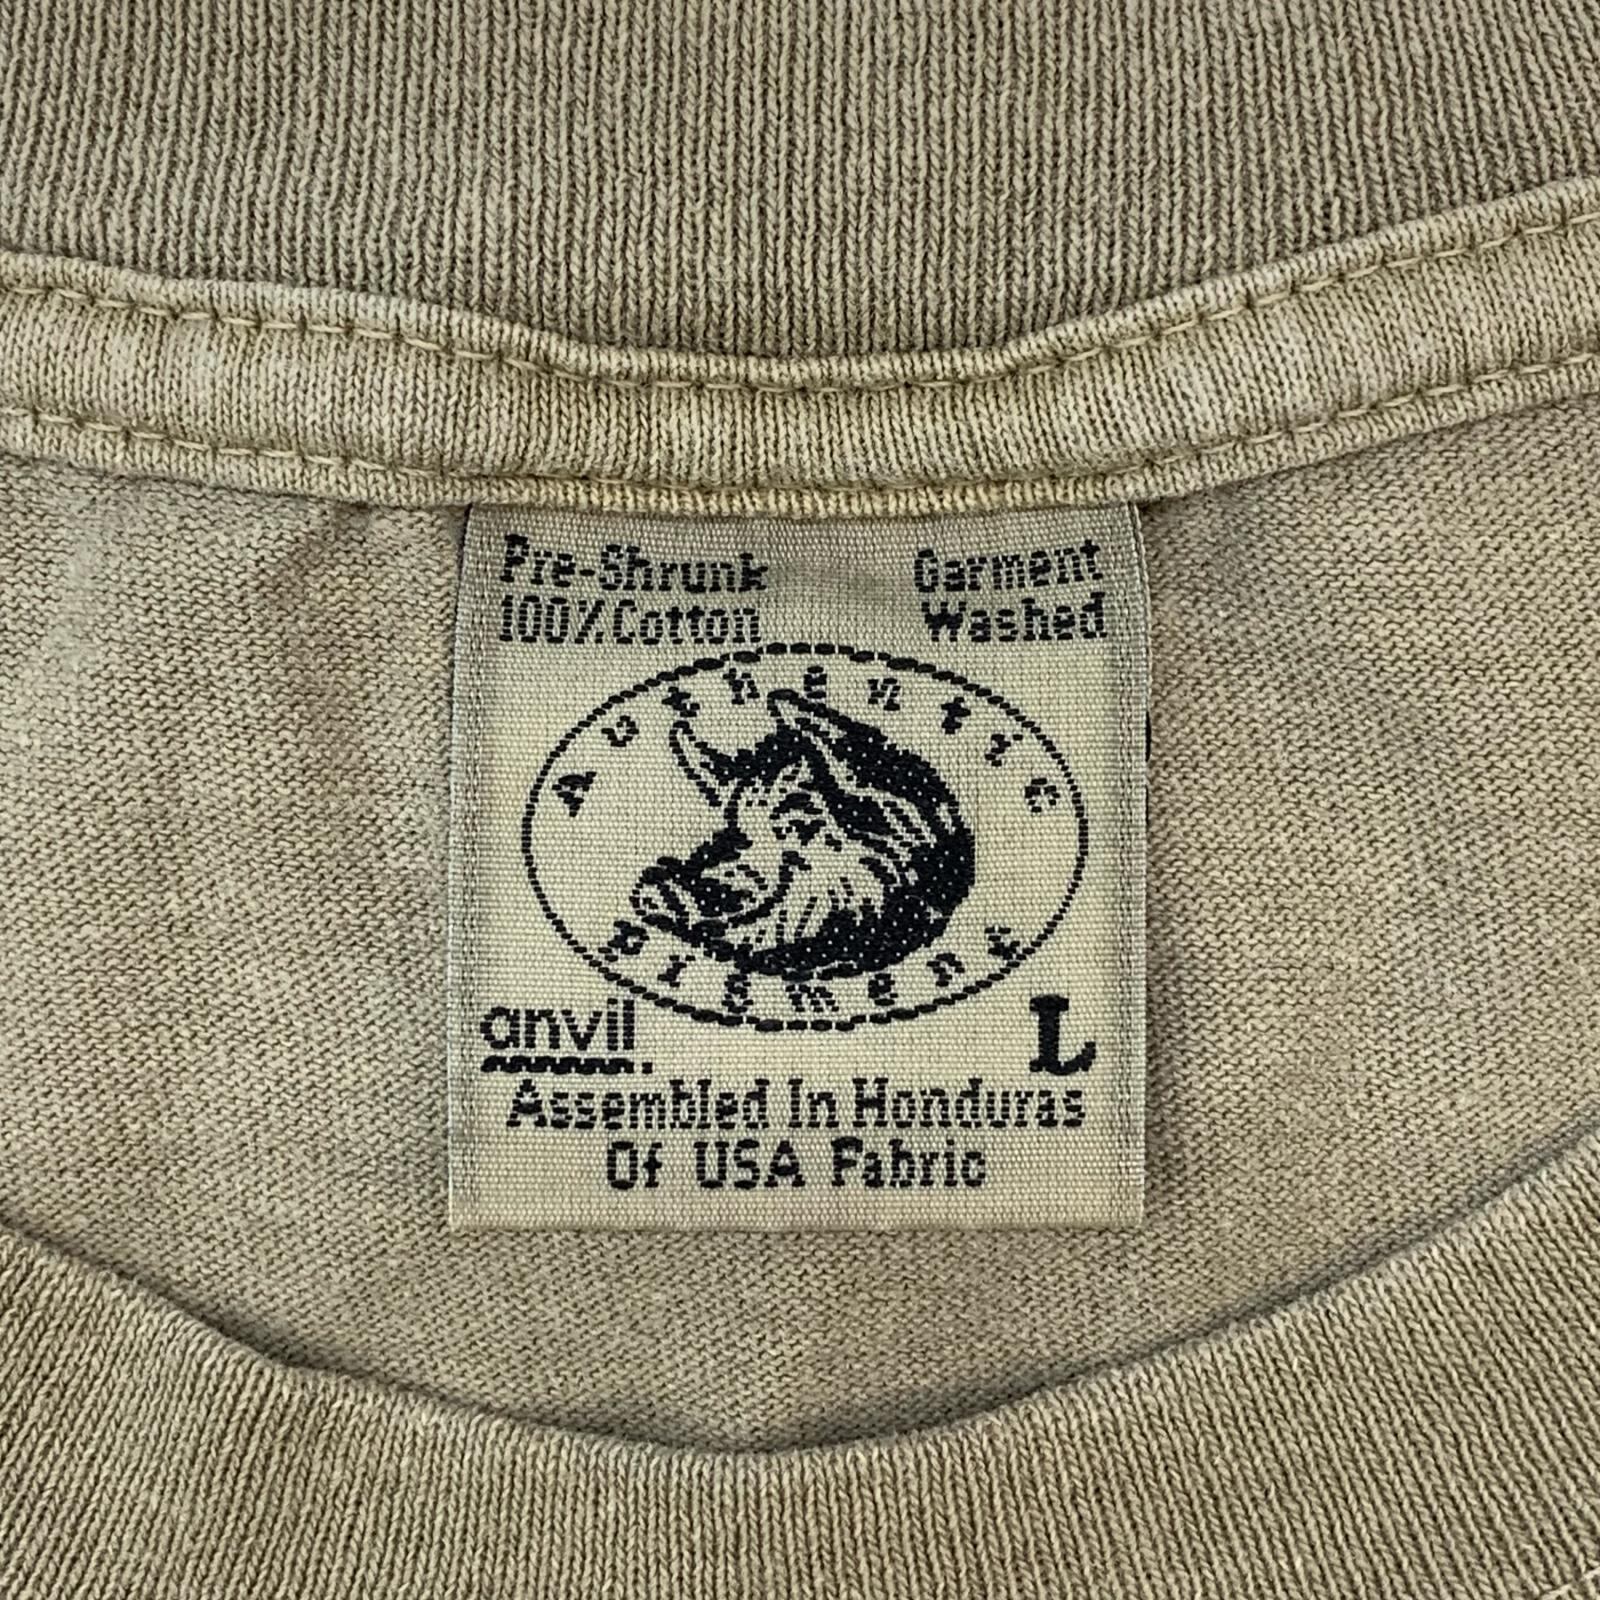 Pre-Shrunk
100% Cotton
Garment
Washed
Authentic
Pigment
anvil.
L
Assembled In Honduras
Of USA Fabric